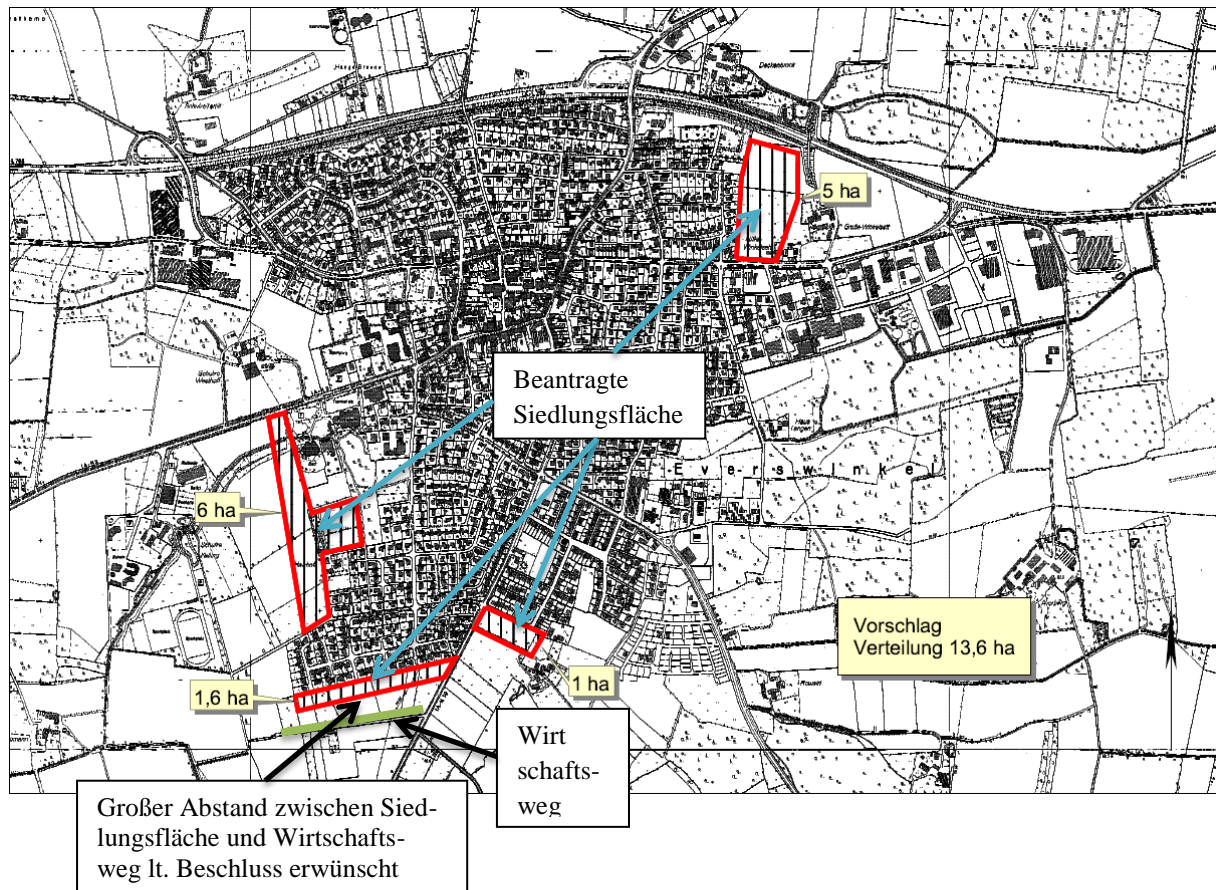 Deckenbrock
5 ha
Beantragte
Siedlungsfläche
Everswinkel
6 ha
Vorschlag
Verteilung 13,6 ha
1,6 ha
1 ha
Wirt
schafts-
weg
Großer Abstand zwischen Sied-
lungsfläche und Wirtschafts-
weg lt. Beschluss erwünscht